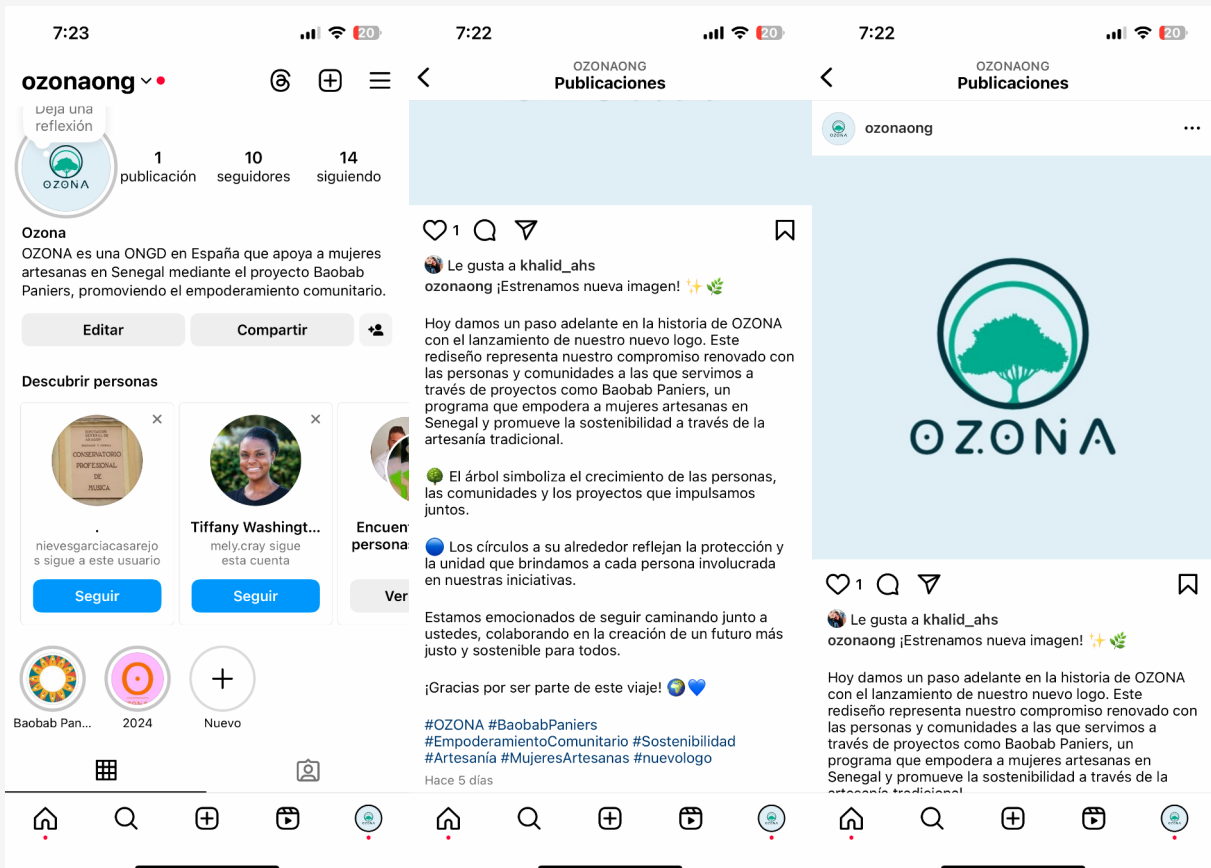 7:23
20
ozonaong
Deja una
reflexión
OZONA
1
publicación
10
seguidores
14
siguiendo
Ozona
OZONA es una ONGD en España que apoya a mujeres
artesanas en Senegal mediante el proyecto Baobab
Paniers, promoviendo el empoderamiento comunitario.
Editar
Compartir
Descubrir personas
CONSERVATORIO
PROFESIONAL
DE
MUSICA
.
nievesgarciacasarejo
s sigue a este usuario
Seguir
Tiffany Washingt...
mely.cray sigue
esta cuenta
Seguir
Encuen
persona
Ver
Baobab Pan...
2024
Nuevo
7:22
20
OZONAONG
Publicaciones
1
Le gusta a khalid_ahs
ozonaong ¡Estrenamos nueva imagen! ✨🌿
Hoy damos un paso adelante en la historia de OZONA
con el lanzamiento de nuestro nuevo logo. Este
rediseño representa nuestro compromiso renovado con
las personas y comunidades a las que servimos a
través de proyectos como Baobab Paniers, un
programa que empodera a mujeres artesanas en
Senegal y promueve la sostenibilidad a través de la
artesanía tradicional.
🌳 El árbol simboliza el crecimiento de las personas,
las comunidades y los proyectos que impulsamos
juntos.
🔵 Los círculos a su alrededor reflejan la protección y
la unidad que brindamos a cada persona involucrada
en nuestras iniciativas.
Estamos emocionados de seguir caminando junto a
ustedes, colaborando en la creación de un futuro más
justo y sostenible para todos.
¡Gracias por ser parte de este viaje! 🌍💙
#OZONA #BaobabPaniers
#EmpoderamientoComunitario #Sostenibilidad
#Artesanía #MujeresArtesanas #nuevologo
Hace 5 días
7:22
20
OZONAONG
Publicaciones
ozonaong
OZONA
1
Le gusta a khalid_ahs
ozonaong ¡Estrenamos nueva imagen! ✨🌿
Hoy damos un paso adelante en la historia de OZONA
con el lanzamiento de nuestro nuevo logo. Este
rediseño representa nuestro compromiso renovado con
las personas y comunidades a las que servimos a
través de proyectos como Baobab Paniers, un
programa que empodera a mujeres artesanas en
Senegal y promueve la sostenibilidad a través de la
artesanía tradicional.